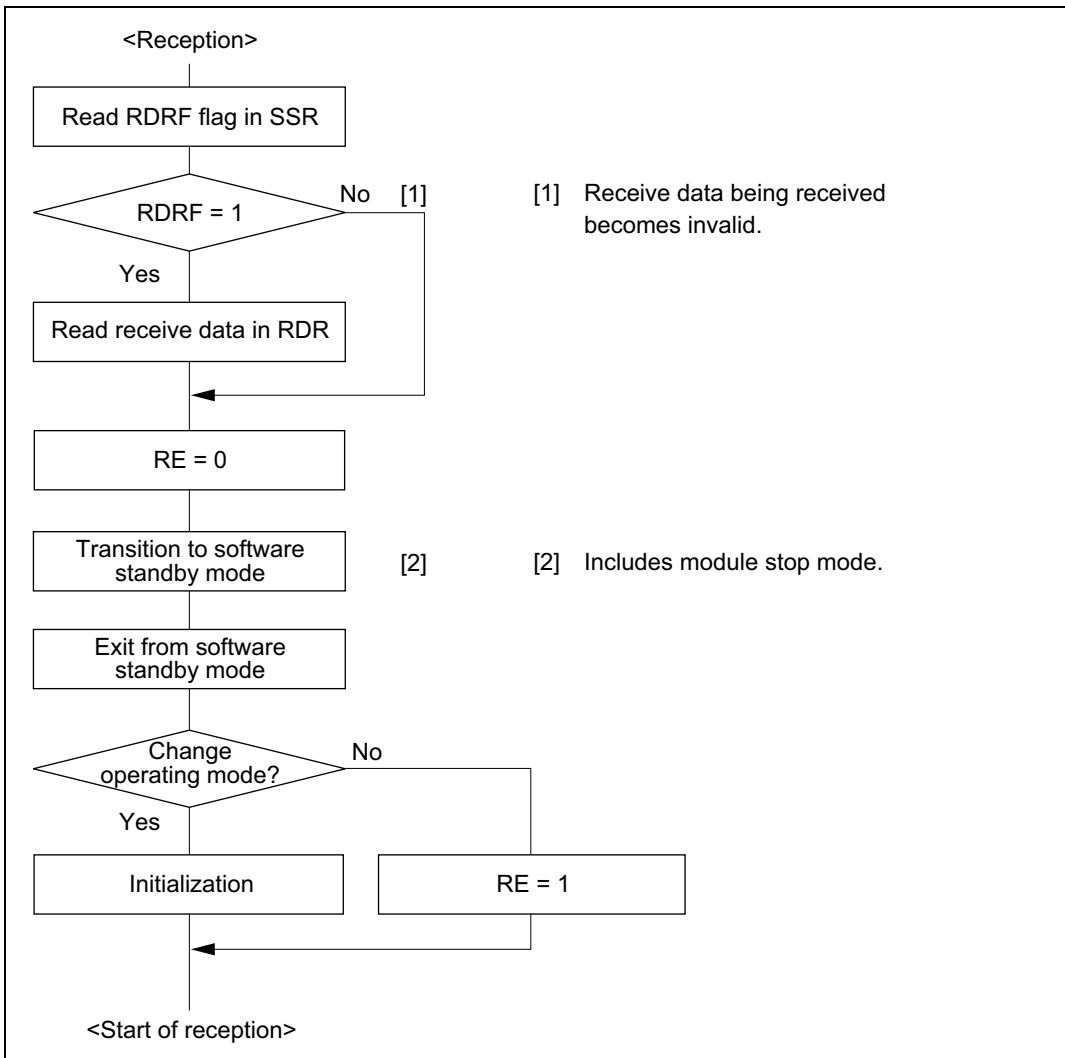 <Reception>
Read RDRF flag in SSR
RDRF = 1
No [1]
[1] Receive data being received
becomes invalid.
Yes
Read receive data in RDR
RE = 0
Transition to software
standby mode
[2]
[2] Includes module stop mode.
Exit from software
standby mode
Change
operating mode?
No
Yes
Initialization
RE = 1
<Start of reception>